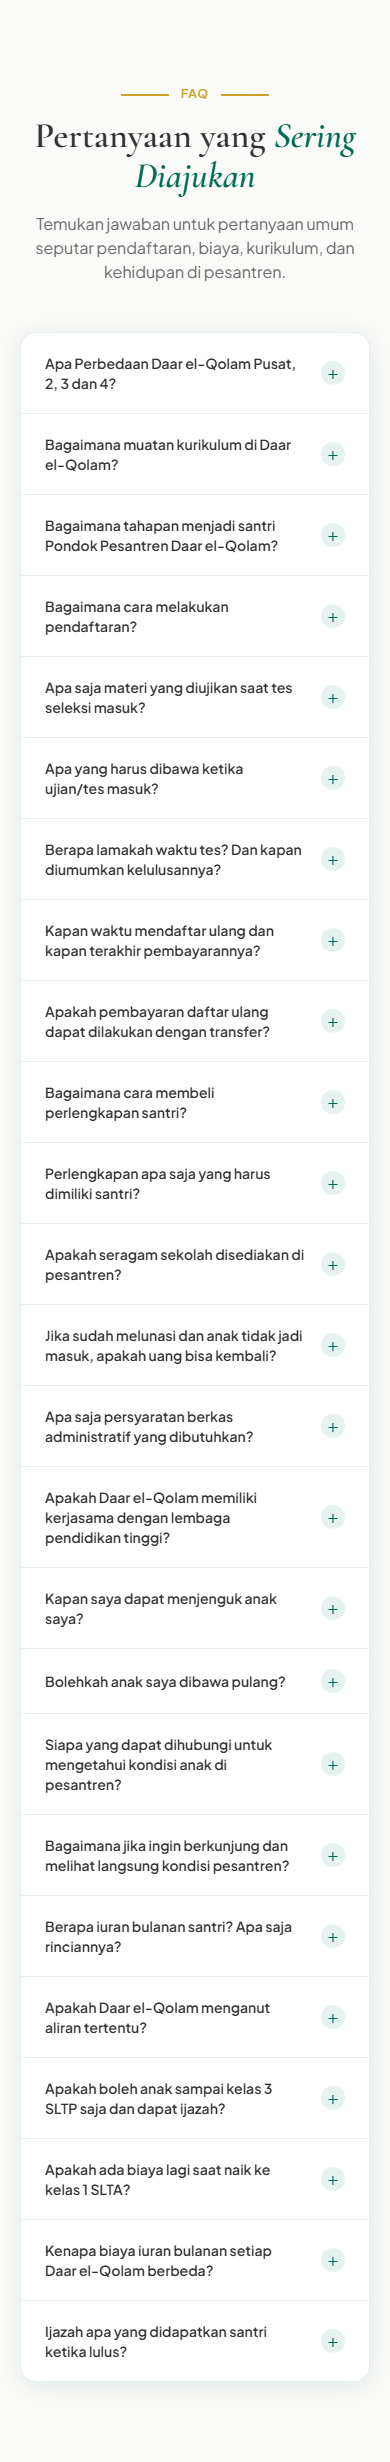 FAQ
Pertanyaan yang Sering
Diajukan
Temukan jawaban untuk pertanyaan umum
seputar pendaftaran, biaya, kurikulum, dan
kehidupan di pesantren.
Apa Perbedaan Daar el-Qolam Pusat,
2, 3 dan 4?
+
Bagaimana muatan kurikulum di Daar
el-Qolam?
+
Bagaimana tahapan menjadi santri
Pondok Pesantren Daar el-Qolam?
+
Bagaimana cara melakukan
pendaftaran?
+
Apa saja materi yang diujikan saat tes
seleksi masuk?
+
Apa yang harus dibawa ketika
ujian/tes masuk?
+
Berapa lamakah waktu tes? Dan kapan
diumumkan kelulusannya?
+
Kapan waktu mendaftar ulang dan
kapan terakhir pembayarannya?
+
Apakah pembayaran daftar ulang
dapat dilakukan dengan transfer?
+
Bagaimana cara membeli
perlengkapan santri?
+
Perlengkapan apa saja yang harus
dimiliki santri?
+
Apakah seragam sekolah disediakan di
pesantren?
+
Jika sudah melunasi dan anak tidak jadi
masuk, apakah uang bisa kembali?
+
Apa saja persyaratan berkas
administratif yang dibutuhkan?
+
Apakah Daar el-Qolam memiliki
kerjasama dengan lembaga
pendidikan tinggi?
+
Kapan saya dapat menjenguk anak
saya?
+
Bolehkah anak saya dibawa pulang?
+
Siapa yang dapat dihubungi untuk
mengetahui kondisi anak di
pesantren?
+
Bagaimana jika ingin berkunjung dan
melihat langsung kondisi pesantren?
+
Berapa iuran bulanan santri? Apa saja
rinciannya?
+
Apakah Daar el-Qolam menganut
aliran tertentu?
+
Apakah boleh anak sampai kelas 3
SLTP saja dan dapat ijazah?
+
Apakah ada biaya lagi saat naik ke
kelas 1 SLTA?
+
Kenapa biaya iuran bulanan setiap
Daar el-Qolam berbeda?
+
Ijazah apa yang didapatkan santri
ketika lulus?
+